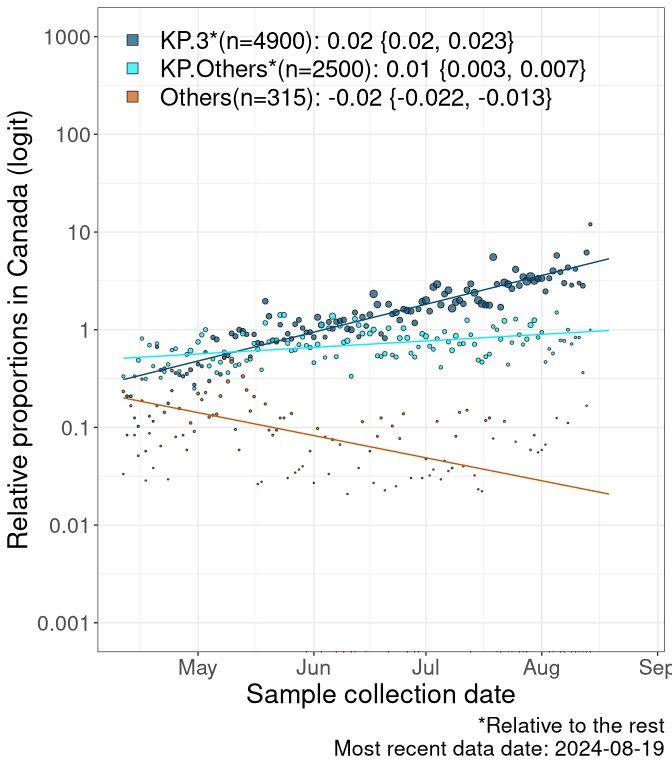 KP.3*(n=4900): 0.02 {0.02, 0.023}
KP.Others*(n=2500): 0.01 {0.003, 0.007}
Others(n=315): -0.02 {-0.022, -0.013}
Relative proportions in Canada (logit)
1000
100
10
1
0.1
0.01
0.001
May Jun Jul Aug Sep
Sample collection date
*Relative to the rest
Most recent data date: 2024-08-19